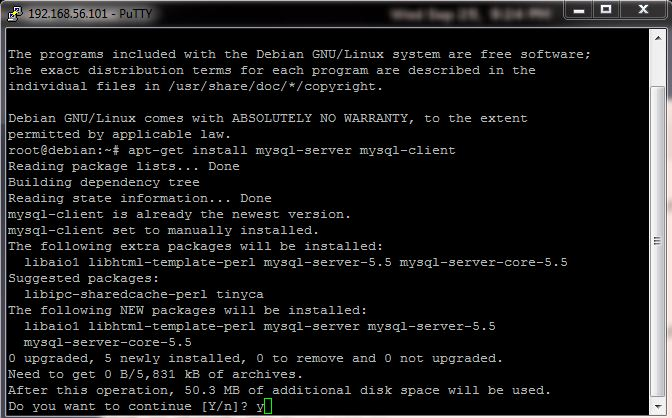 192.168.56.101 - PuTTY
Wed Sep 25, 9:24 PM
The programs included with the Debian GNU/Linux system are free software;
the exact distribution terms for each program are described in the
individual files in /usr/share/doc/*/copyright.
Debian GNU/Linux comes with ABSOLUTELY NO WARRANTY, to the extent
permitted by applicable law.
root@debian:~# apt-get install mysql-server mysql-client
Reading package lists... Done
Building dependency tree
Reading state information... Done
mysql-client is already the newest version.
mysql-client set to manually installed.
The following extra packages will be installed:
  libaio1 libhtml-template-perl mysql-server-5.5 mysql-server-core-5.5
Suggested packages:
  libipc-sharedcache-perl tinyca
The following NEW packages will be installed:
  libaio1 libhtml-template-perl mysql-server mysql-server-5.5
  mysql-server-core-5.5
0 upgraded, 5 newly installed, 0 to remove and 0 not upgraded.
Need to get 0 B/5,831 kB of archives.
After this operation, 50.3 MB of additional disk space will be used.
Do you want to continue [Y/n]? y